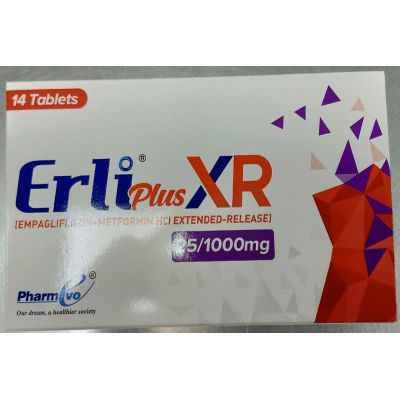 14 Tablets
Erli® Plus XR
(EMPAGLIFLOZIN+METFORMIN HCl EXTENDED-RELEASE)
25/1000mg
PharmEvo®
Our dream, a healthier society